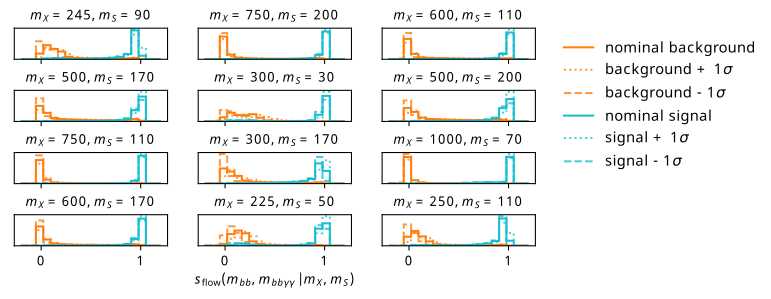 m_X = 245, m_S = 90
m_X = 750, m_S = 200
m_X = 600, m_S = 110
m_X = 500, m_S = 170
m_X = 300, m_S = 30
m_X = 500, m_S = 200
m_X = 750, m_S = 110
m_X = 300, m_S = 170
m_X = 1000, m_S = 70
m_X = 600, m_S = 170
m_X = 225, m_S = 50
m_X = 250, m_S = 110
0 1
0 1
0 1
s_flow(m_bb, m_bbγγ | m_X, m_S)
nominal background
background + 1σ
background - 1σ
nominal signal
signal + 1σ
signal - 1σ